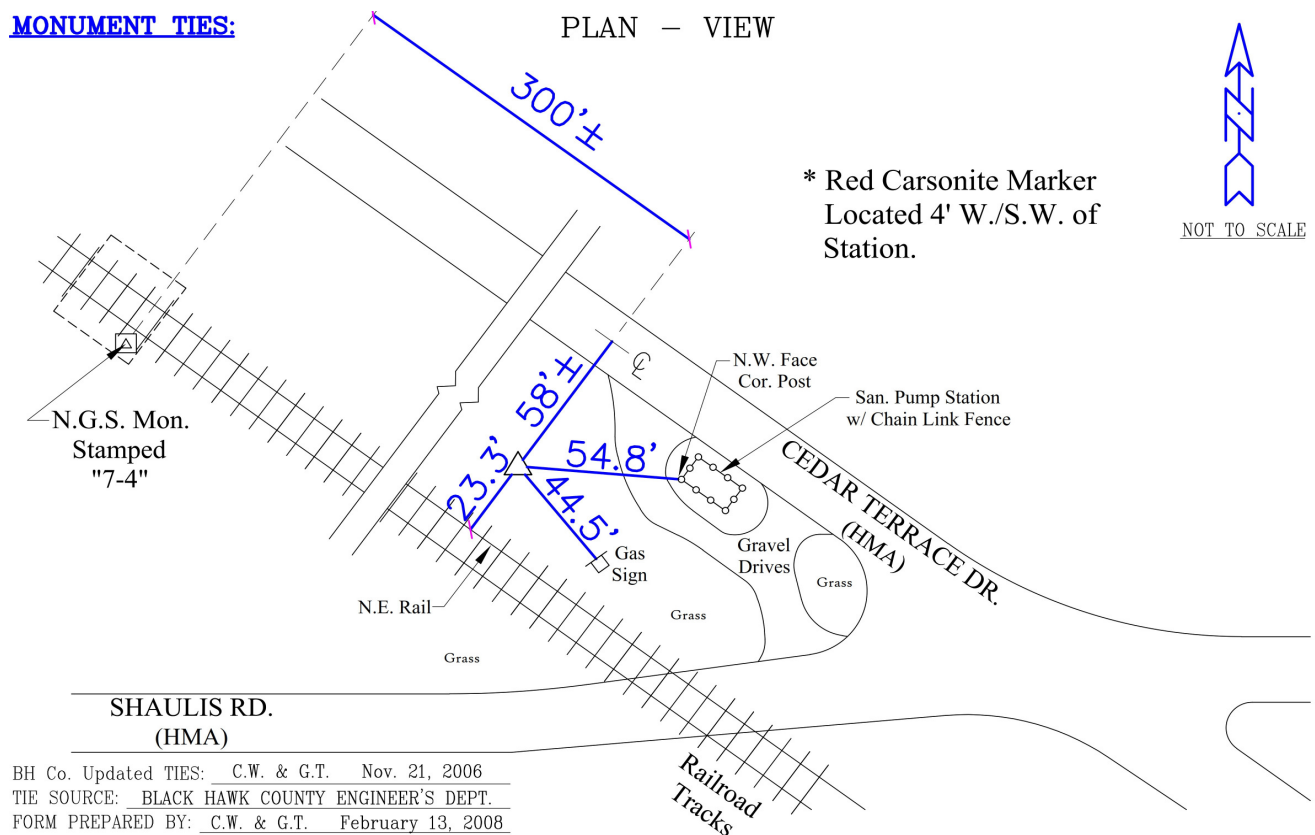 MONUMENT TIES:
PLAN - VIEW
300'±
N
* Red Carsonite Marker
Located 4' W./S.W. of
Station.
NOT TO SCALE
℄
58'±
N.W. Face
Cor. Post
San. Pump Station
w/ Chain Link Fence
N.G.S. Mon.
Stamped
"7-4"
23.3'
54.8'
44.5'
CEDAR TERRACE DR.
(HMA)
Gas
Sign
Gravel
Drives
Grass
N.E. Rail
Grass
Grass
SHAULIS RD.
(HMA)
Railroad
Tracks
BH Co. Updated TIES: C.W. & G.T. Nov. 21, 2006
TIE SOURCE: BLACK HAWK COUNTY ENGINEER'S DEPT.
FORM PREPARED BY: C.W. & G.T. February 13, 2008